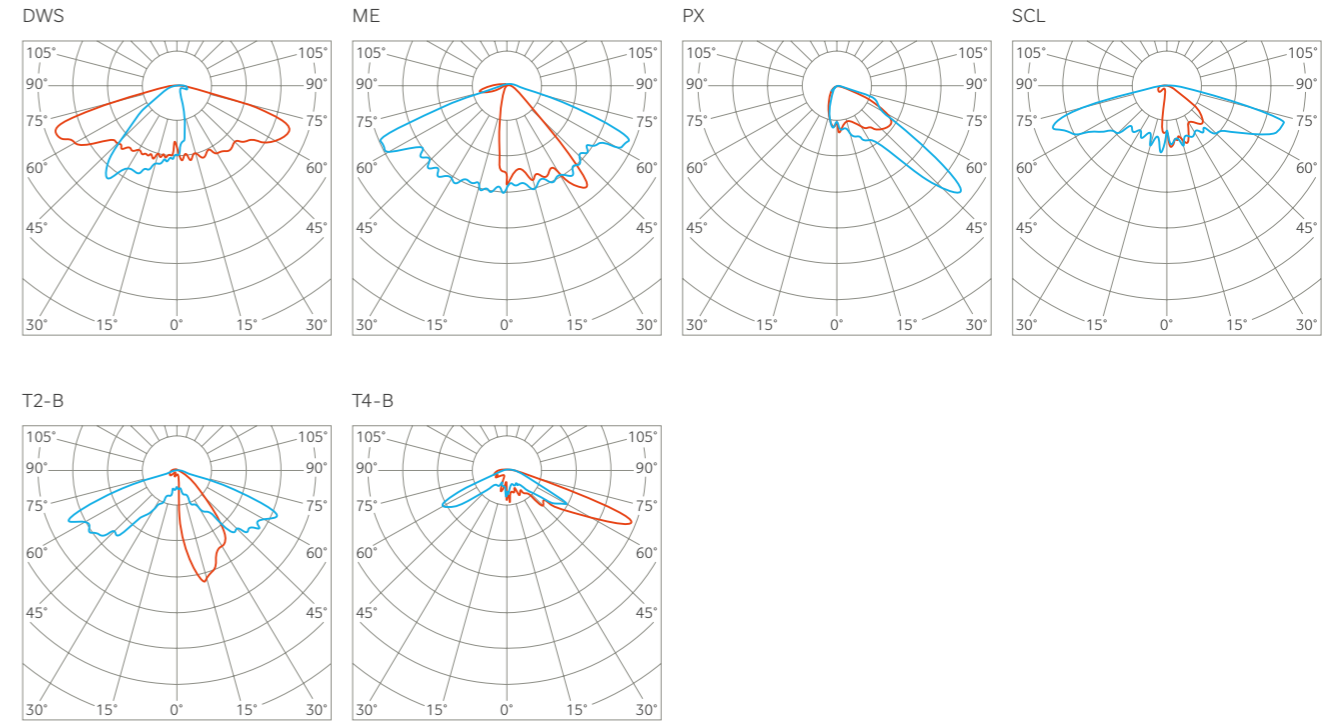 DWS ME PX SCL
105° 105° 105° 105° 105° 105° 105° 105°
90° 90° 90° 90° 90° 90° 90° 90°
75° 75° 75° 75° 75° 75° 75° 75°
60° 60° 60° 60° 60° 60° 60° 60°
45° 45° 45° 45° 45° 45° 45° 45°
30° 15° 0° 15° 30° 30° 15° 0° 15° 30° 30° 15° 0° 15° 30° 30° 15° 0° 15° 30°
T2-B T4-B
105° 105° 105° 105°
90° 90° 90° 90°
75° 75° 75° 75°
60° 60° 60° 60°
45° 45° 45° 45°
30° 15° 0° 15° 30° 30° 15° 0° 15° 30°